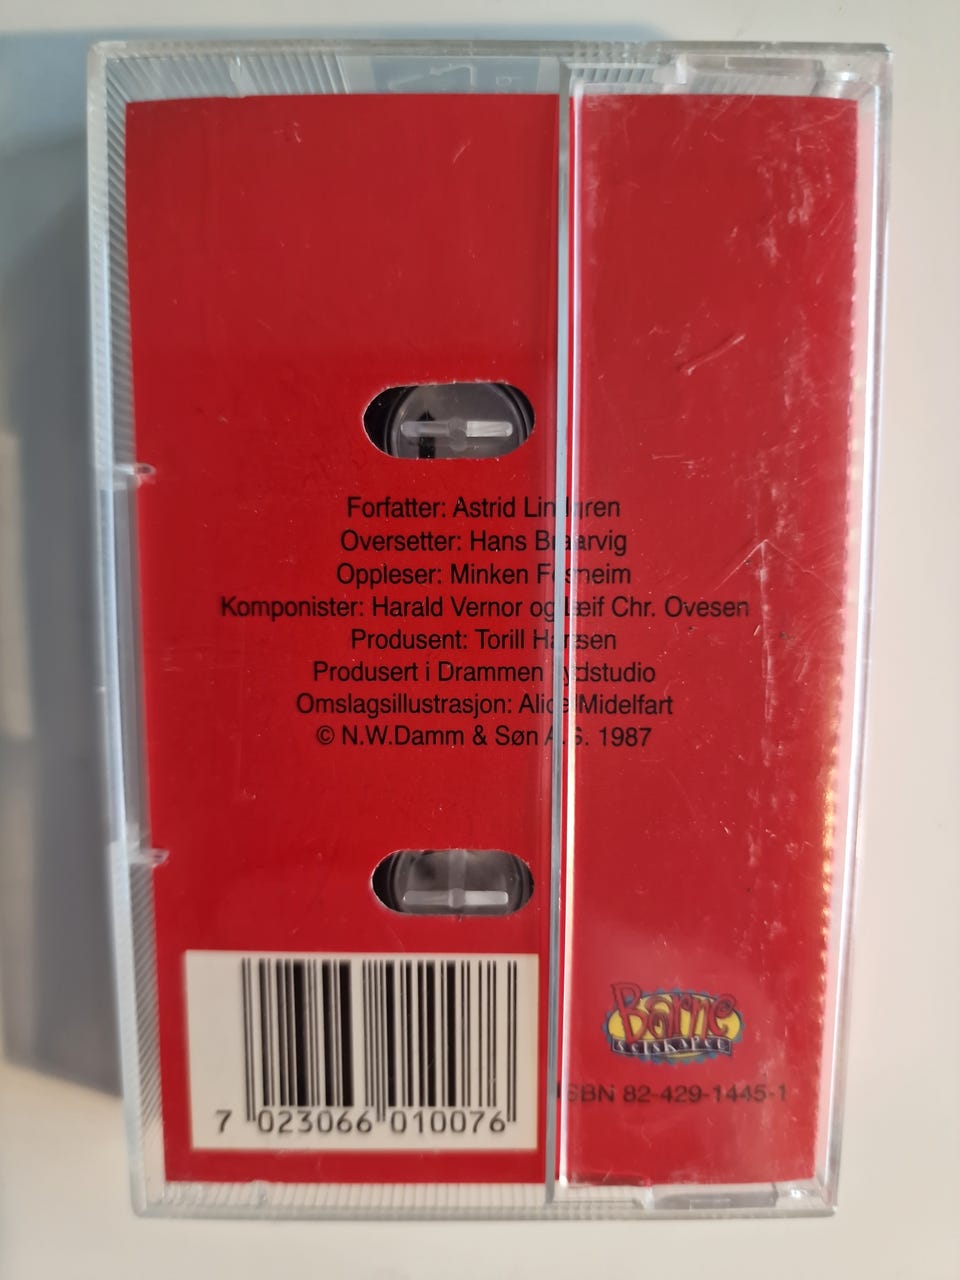 Forfatter: Astrid Lindgren
Oversetter: Hans Braarvig
Oppleser: Minken Fosheim
Komponister: Harald Vernor og Leif Chr. Ovesen
Produsent: Torill Hansen
Produsert i Drammen Lydstudio
Omslagsillustrasjon: Alice Midelfart
© N.W.Damm & Søn A.S. 1987
Barne
selskapet
ISBN 82-429-1445-1
7 023066 010076